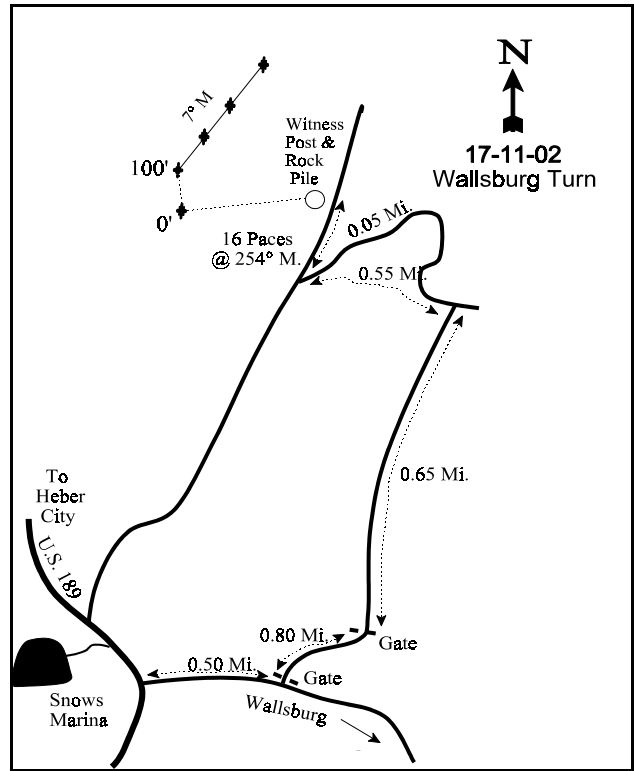 N
17-11-02
Wallsburg Turn
7° M
Witness
Post &
Rock
Pile
100'
0'
16 Paces
@ 254° M.
0.05 Mi.
0.55 Mi.
0.65 Mi.
To
Heber
City
U.S. 189
0.80 Mi.
Gate
0.50 Mi.
Gate
Snows
Marina
Wallsburg